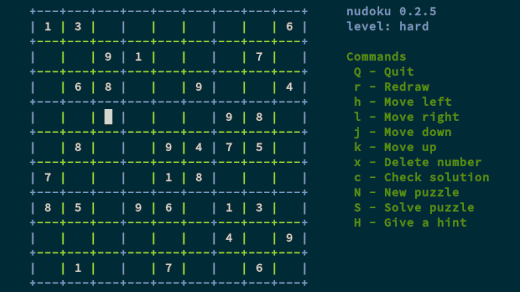 1 3 6
9 1 7
6 8 9 4
9 8
8 9 4 7 5
7 1 8
8 5 9 6 1 3
4 9
1 7 6
nudoku 0.2.5
level: hard
Commands
Q - Quit
r - Redraw
h - Move left
l - Move right
j - Move down
k - Move up
x - Delete number
c - Check solution
N - New puzzle
S - Solve puzzle
H - Give a hint